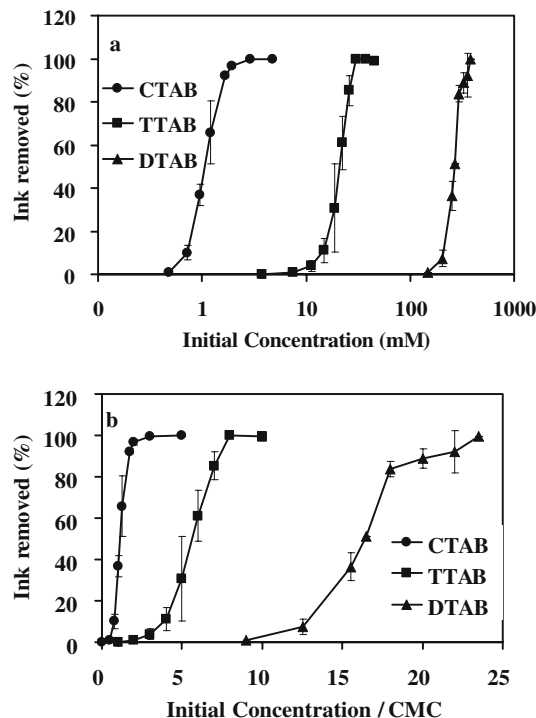 120
a
100
CTAB
80
TTAB
60
DTAB
40
20
0
Ink removed (%)
0 1 10 100 1000
Initial Concentration (mM)
120
b
100
80
60
CTAB
40
TTAB
20
DTAB
0
Ink removed (%)
0 5 10 15 20 25
Initial Concentration / CMC